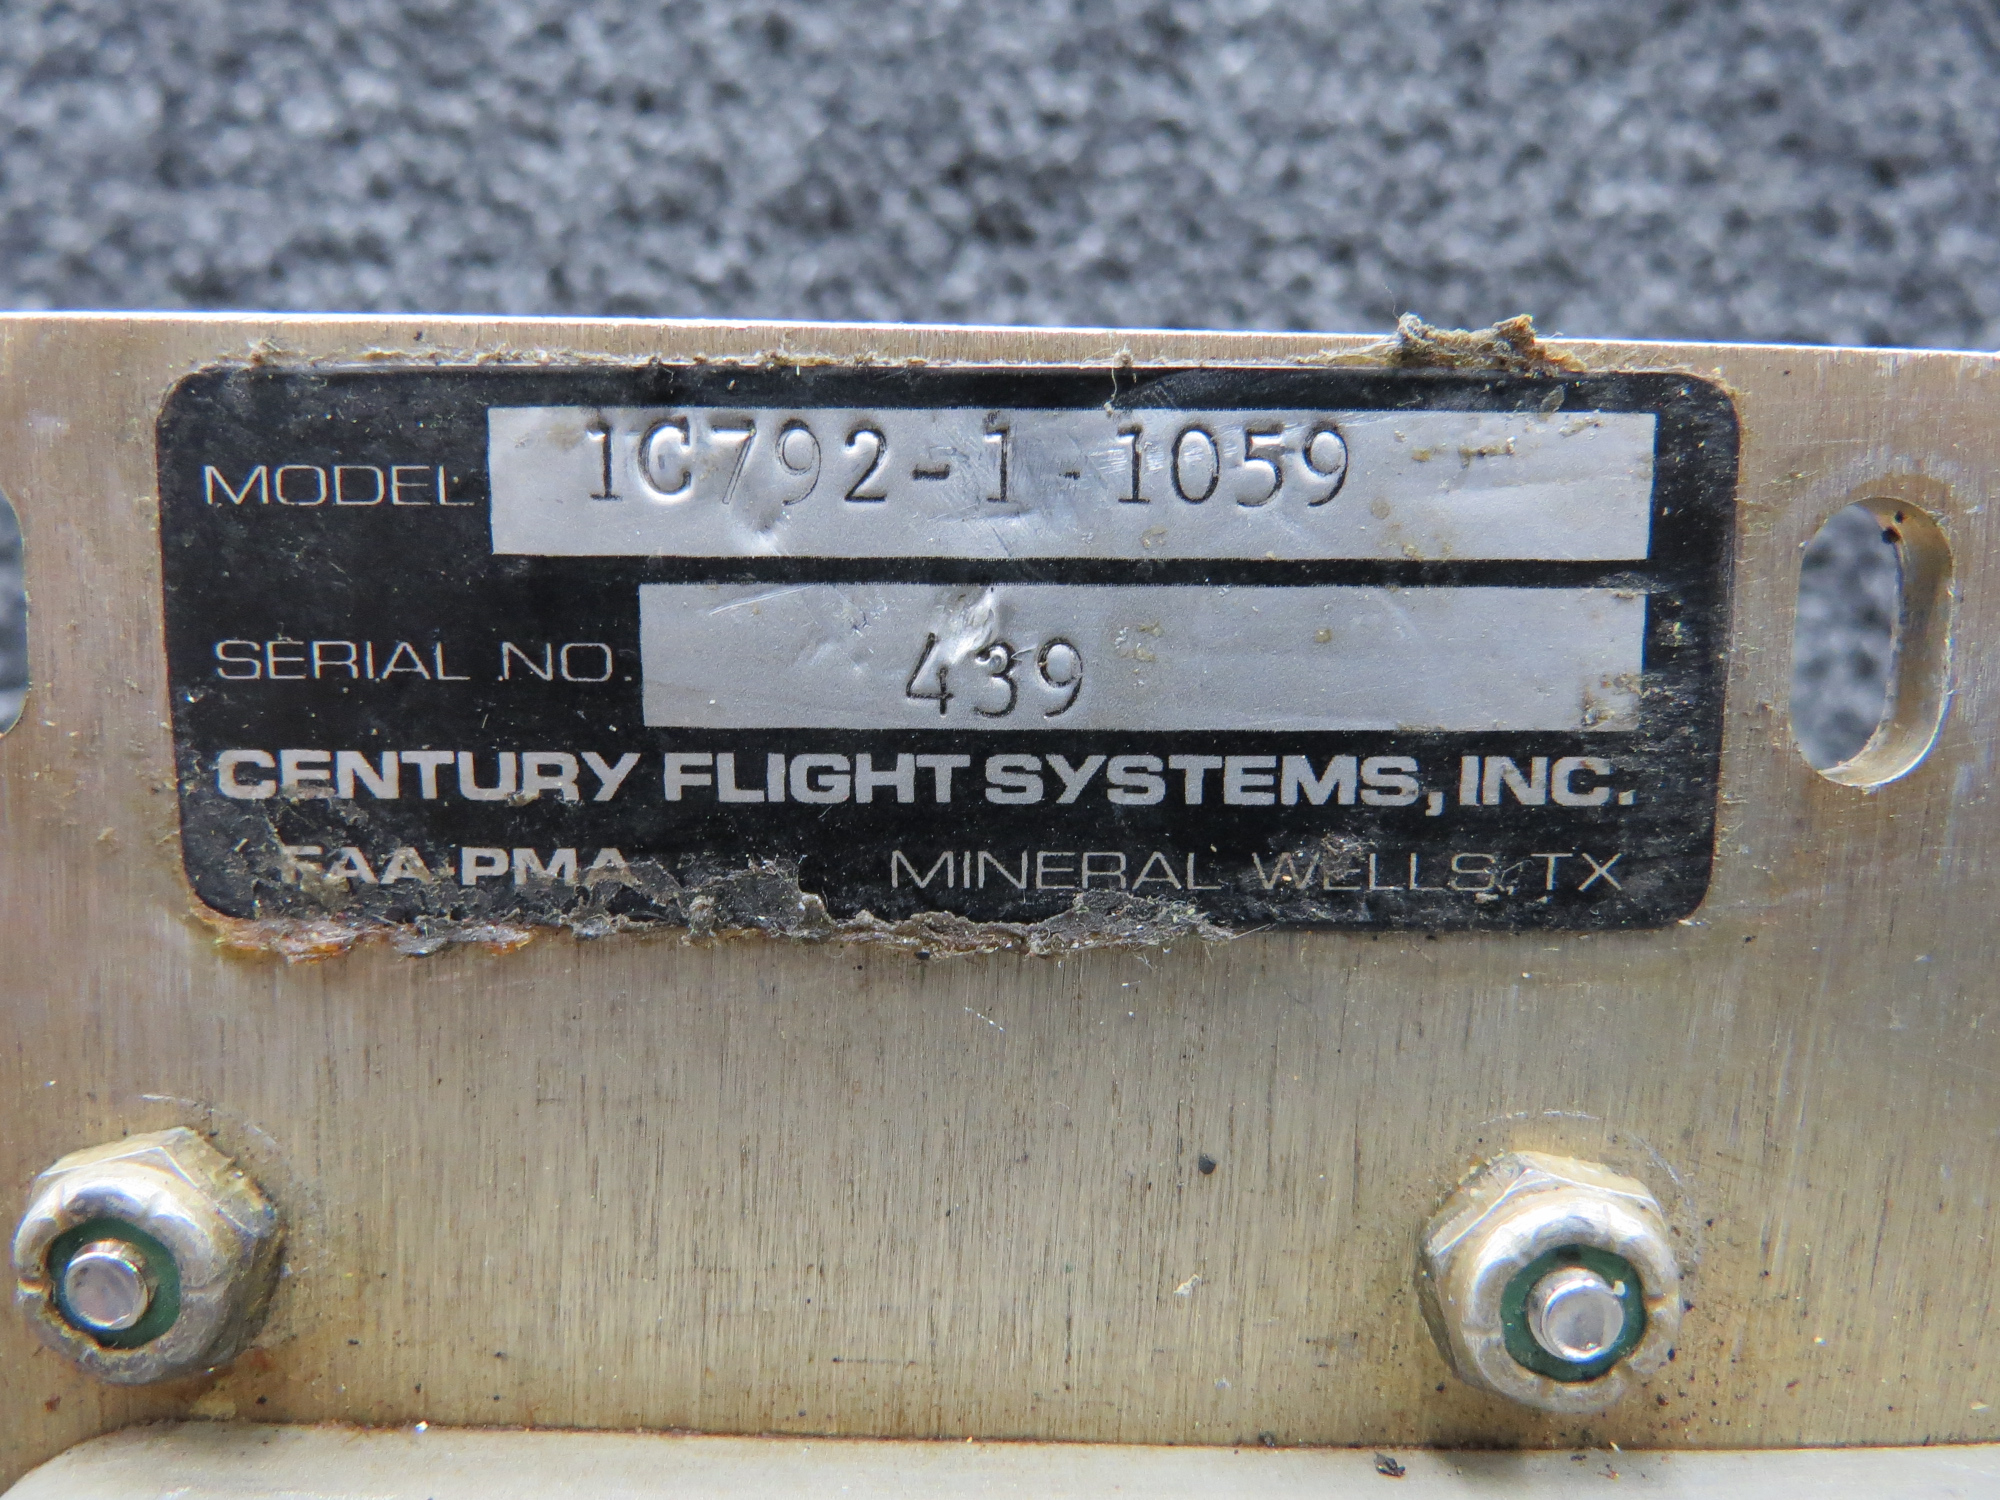 MODEL 1C792-1-1059
SERIAL NO. 439
CENTURY FLIGHT SYSTEMS, INC.
FAA-PMA MINERAL WELLS, TX